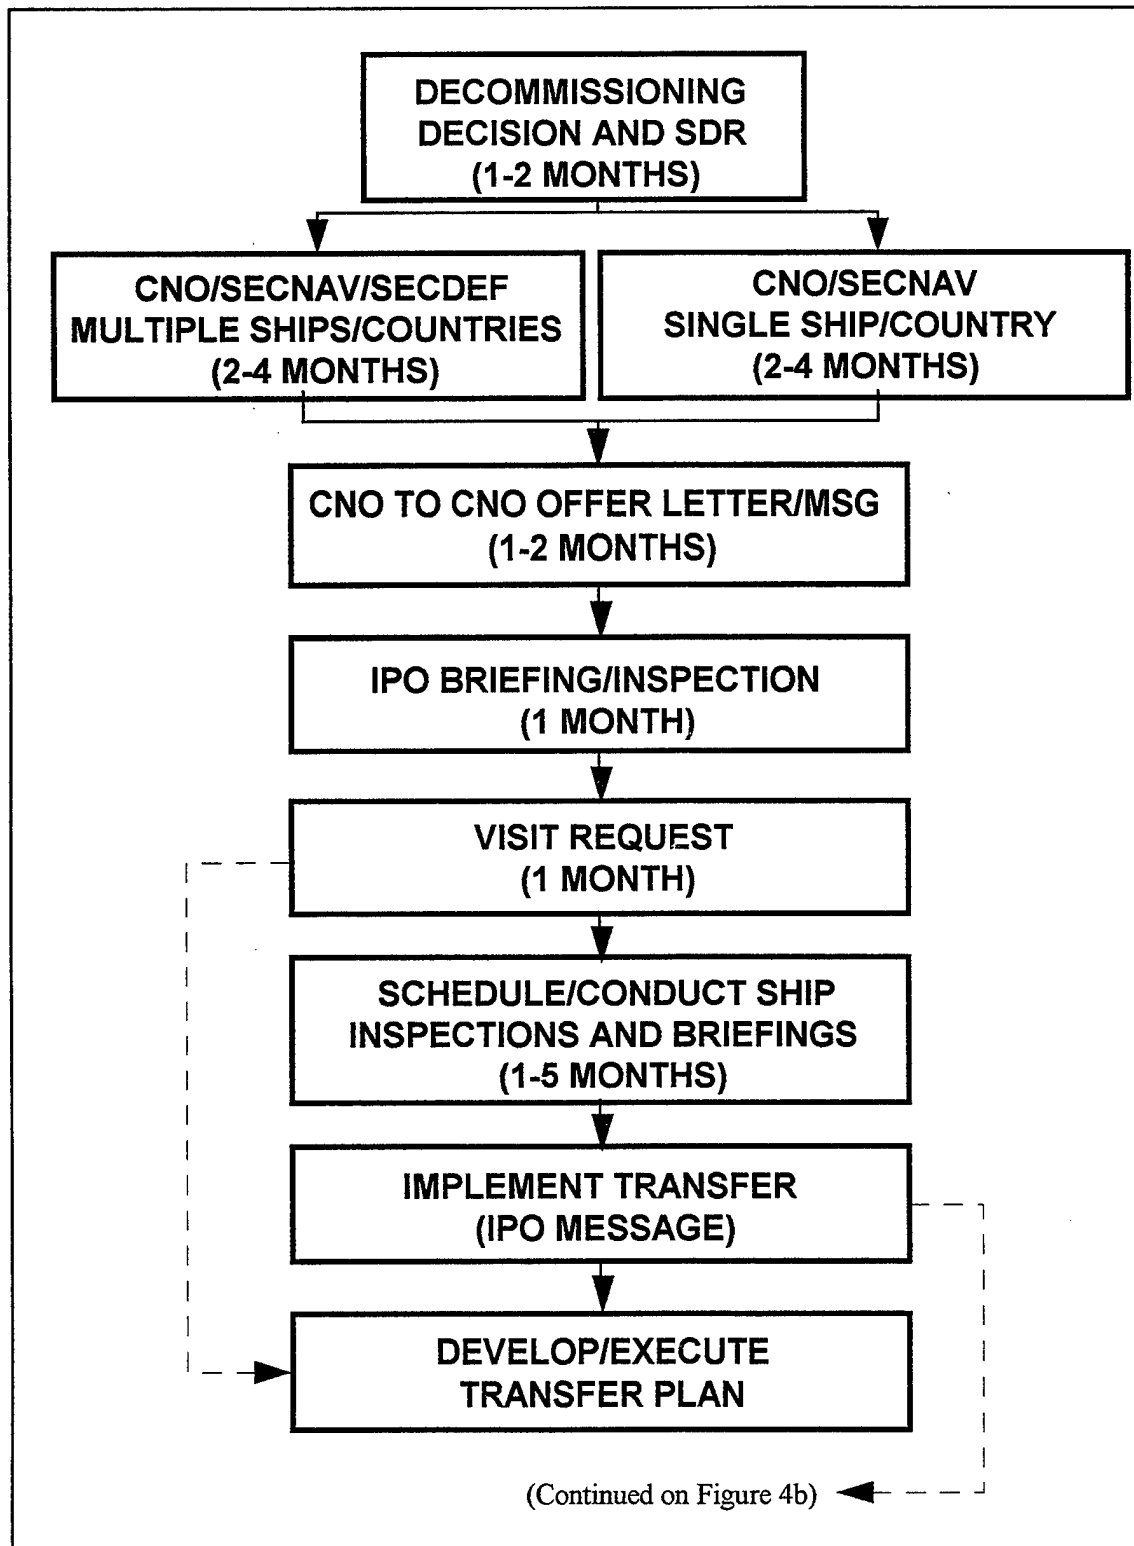 DECOMMISSIONING
DECISION AND SDR
(1-2 MONTHS)
CNO/SECNAV/SECDEF
MULTIPLE SHIPS/COUNTRIES
(2-4 MONTHS)
CNO/SECNAV
SINGLE SHIP/COUNTRY
(2-4 MONTHS)
CNO TO CNO OFFER LETTER/MSG
(1-2 MONTHS)
IPO BRIEFING/INSPECTION
(1 MONTH)
VISIT REQUEST
(1 MONTH)
SCHEDULE/CONDUCT SHIP
INSPECTIONS AND BRIEFINGS
(1-5 MONTHS)
IMPLEMENT TRANSFER
(IPO MESSAGE)
DEVELOP/EXECUTE
TRANSFER PLAN
(Continued on Figure 4b)